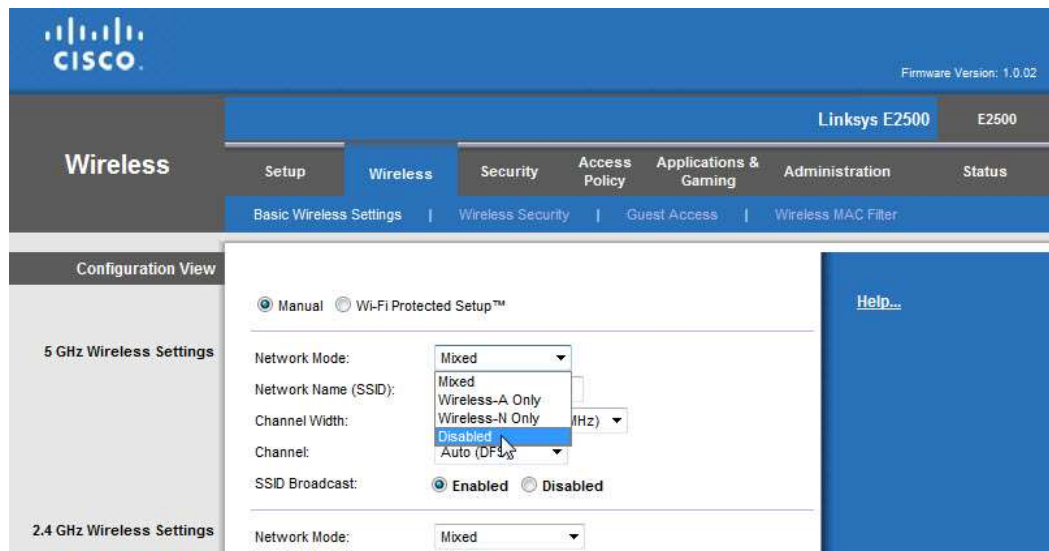 CISCO.
Firmware Version: 1.0.02
Linksys E2500 E2500
Wireless
Setup Wireless Security Access Policy Applications & Gaming Administration Status
Basic Wireless Settings | Wireless Security | Guest Access | Wireless MAC Filter
Configuration View
Manual Wi-Fi Protected Setup™
Help...
5 GHz Wireless Settings
Network Mode: Mixed
Mixed
Network Name (SSID):
Wireless-A Only
Channel Width: Wireless-N Only MHz)
Disabled
Channel: Auto (DFS
SSID Broadcast: Enabled Disabled
2.4 GHz Wireless Settings
Network Mode: Mixed